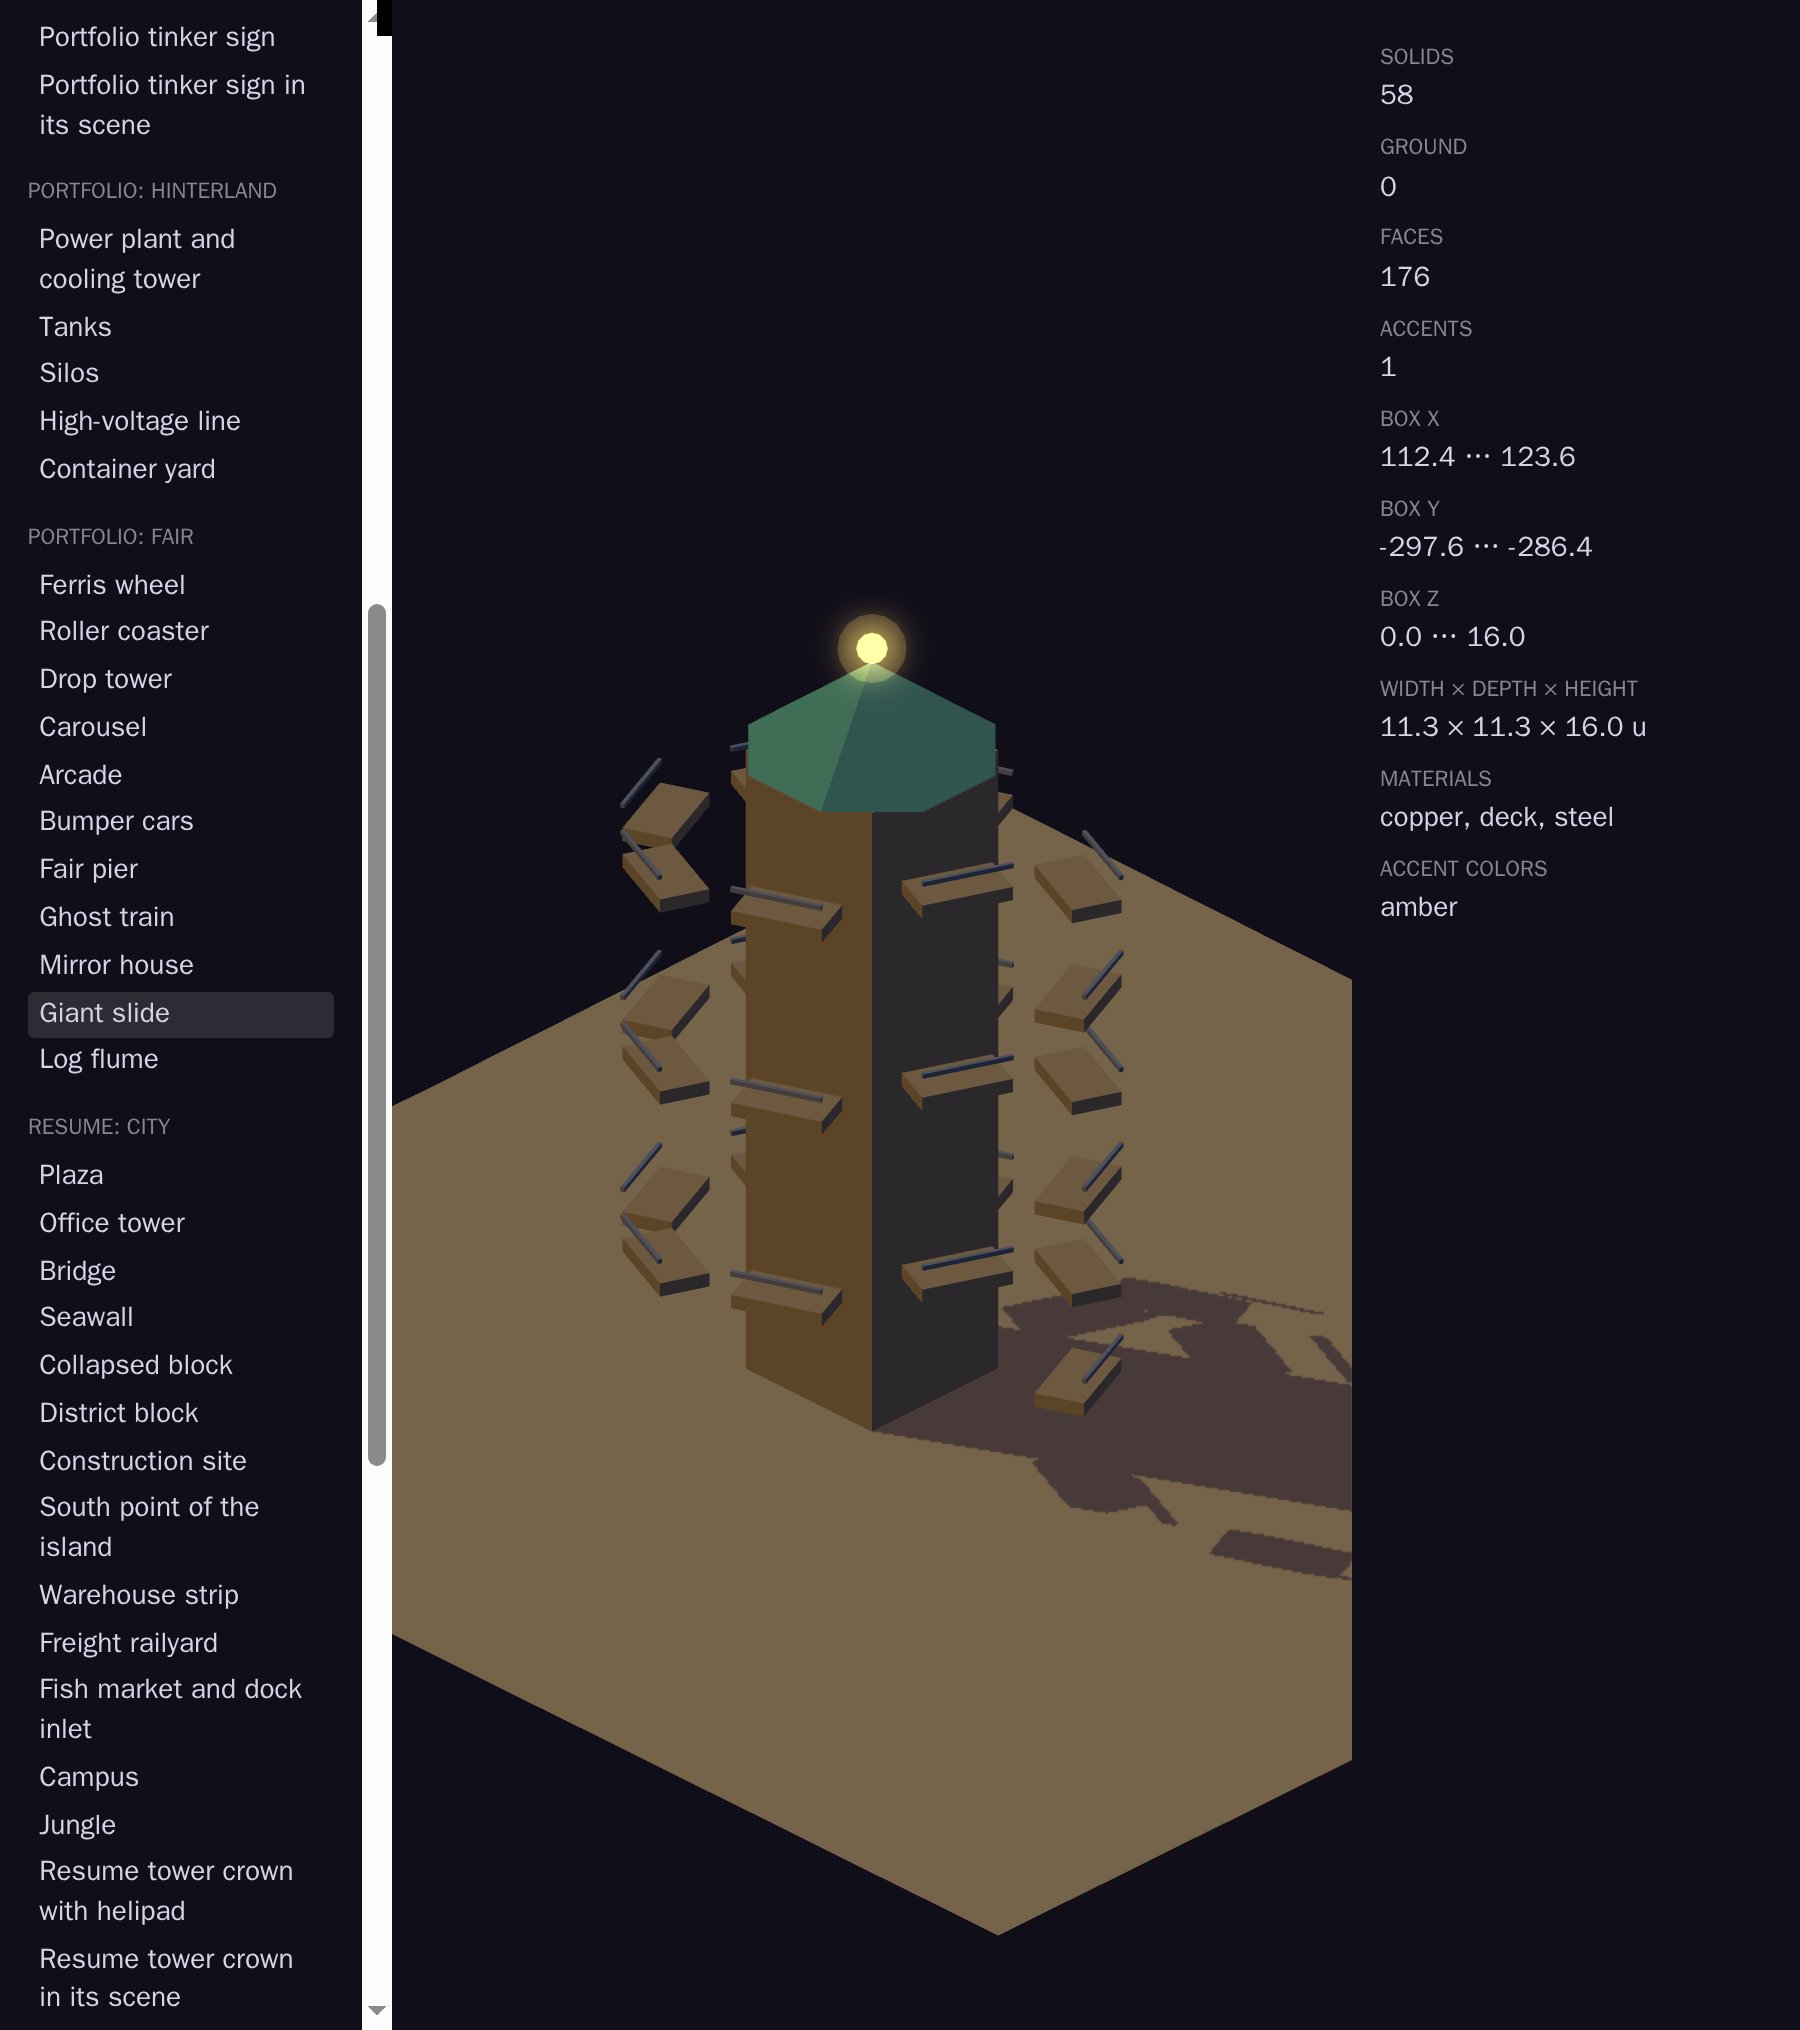 Portfolio tinker sign
Portfolio tinker sign in
its scene
PORTFOLIO: HINTERLAND
Power plant and
cooling tower
Tanks
Silos
High-voltage line
Container yard
PORTFOLIO: FAIR
Ferris wheel
Roller coaster
Drop tower
Carousel
Arcade
Bumper cars
Fair pier
Ghost train
Mirror house
Giant slide
Log flume
RESUME: CITY
Plaza
Office tower
Bridge
Seawall
Collapsed block
District block
Construction site
South point of the
island
Warehouse strip
Freight railyard
Fish market and dock
inlet
Campus
Jungle
Resume tower crown
with helipad
Resume tower crown
in its scene
SOLIDS
58
GROUND
0
FACES
176
ACCENTS
1
BOX X
112.4 ··· 123.6
BOX Y
-297.6 ··· -286.4
BOX Z
0.0 ··· 16.0
WIDTH × DEPTH × HEIGHT
11.3 × 11.3 × 16.0 u
MATERIALS
copper, deck, steel
ACCENT COLORS
amber